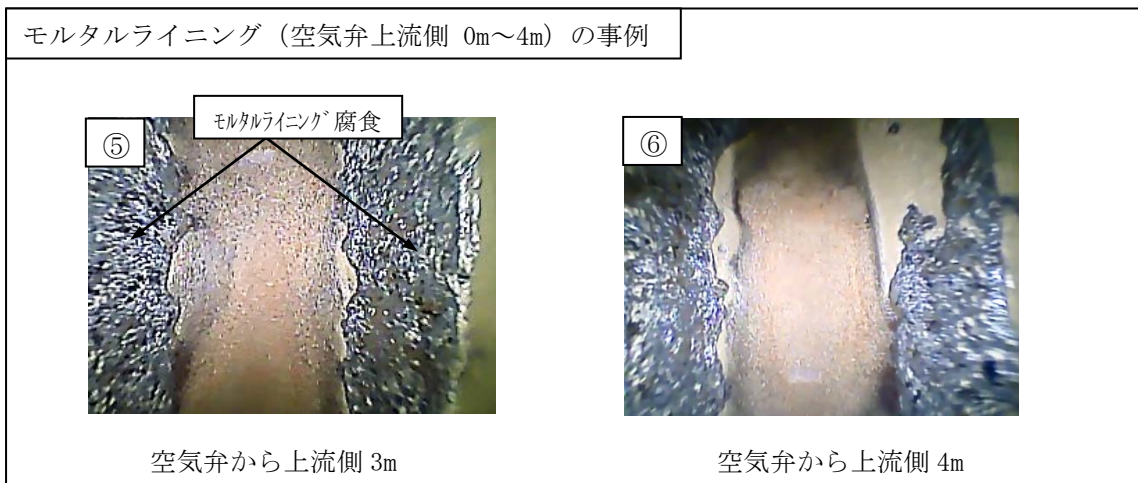 モルタルライニング（空気弁上流側 0m～4m）の事例
モルタルライニング腐食
⑤
⑥
空気弁から上流側 3m
空気弁から上流側 4m